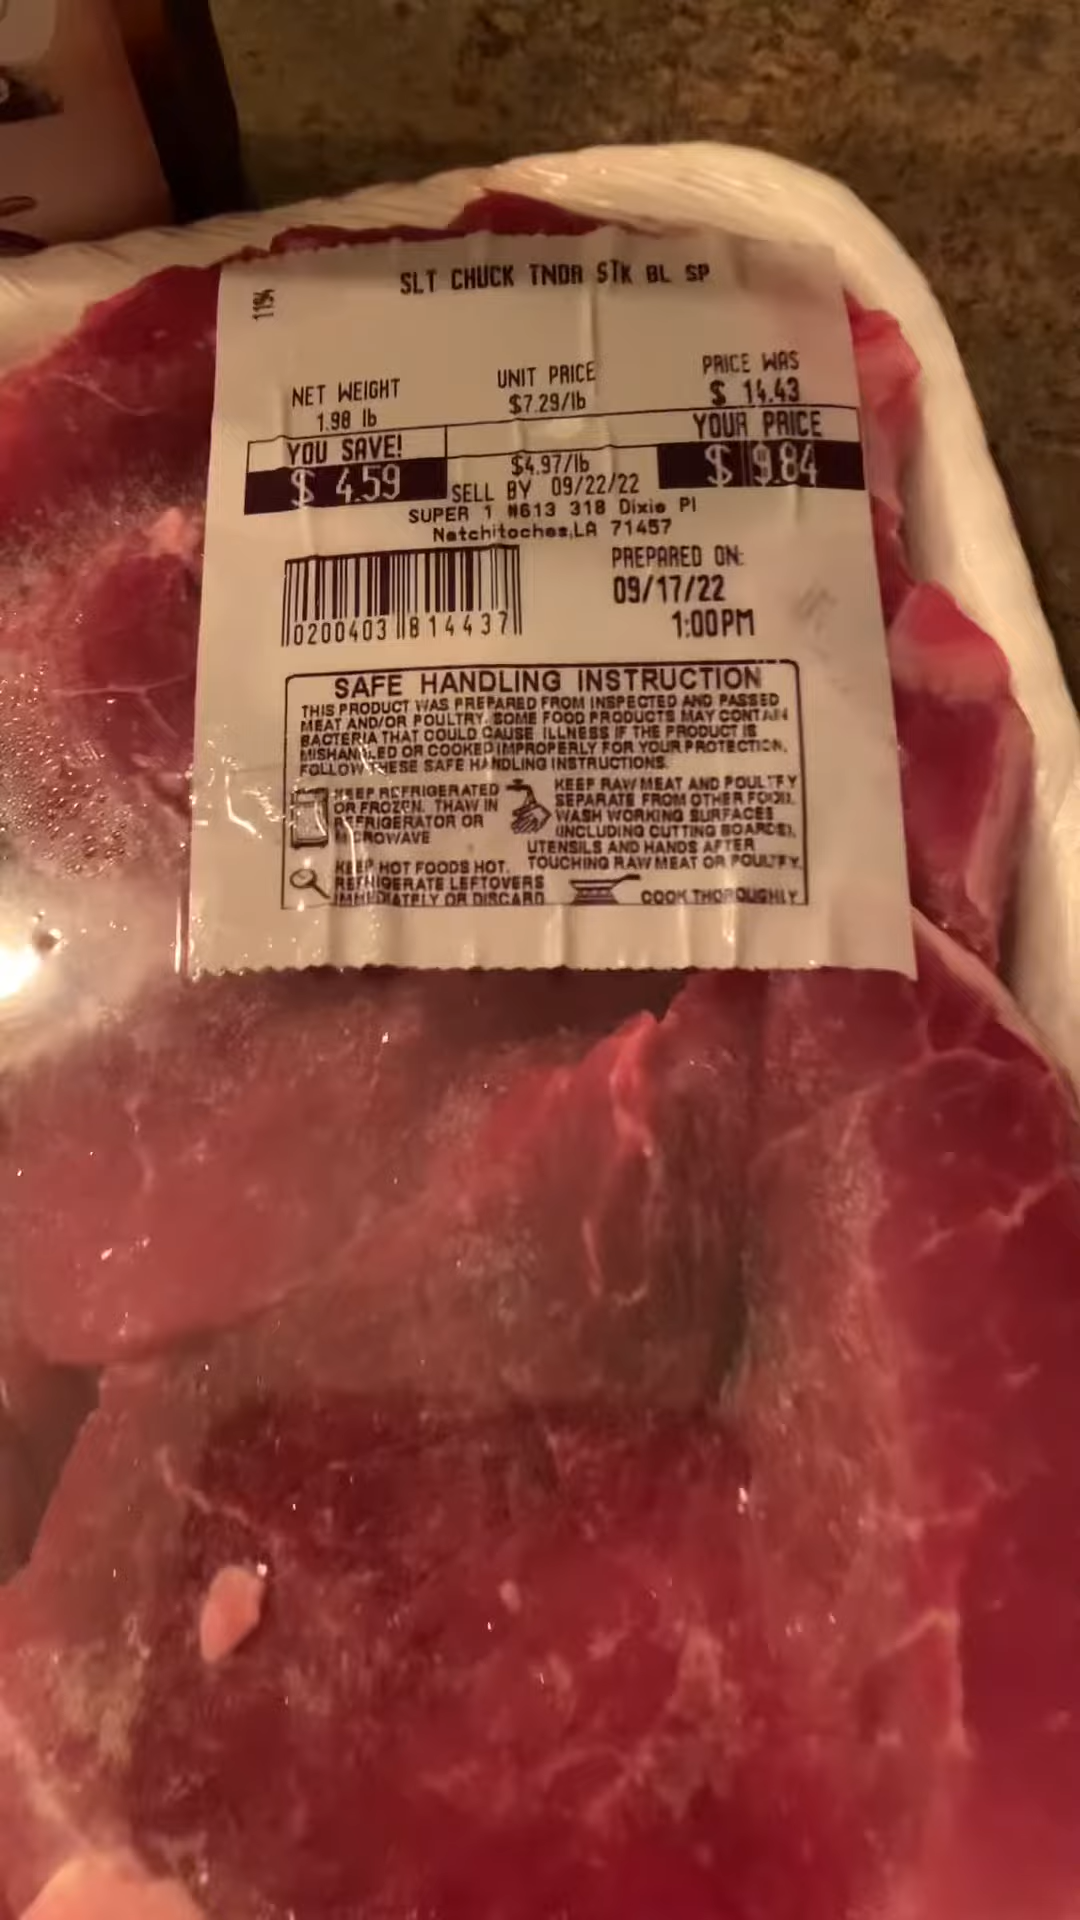 SLT CHUCK TNDR STK BL SP
1194
NET WEIGHT
1.98 lb
UNIT PRICE
$7.29/lb
PRICE WAS
$ 14.43
YOU SAVE!
$ 4.59
$4.97/lb
YOUR PRICE
$ 9.84
SELL BY 09/22/22
SUPER 1 #613 318 Dixie Pl
Natchitoches,LA 71457
PREPARED ON:
09/17/22
1:00PM
0200403 814437
SAFE HANDLING INSTRUCTION
THIS PRODUCT WAS PREPARED FROM INSPECTED AND PASSED
MEAT AND/OR POULTRY. SOME FOOD PRODUCTS MAY CONTAIN
BACTERIA THAT COULD CAUSE ILLNESS IF THE PRODUCT IS
MISHANDLED OR COOKED IMPROPERLY FOR YOUR PROTECTION,
FOLLOW THESE SAFE HANDLING INSTRUCTIONS.
KEEP REFRIGERATED
OR FROZEN. THAW IN
REFRIGERATOR OR
MICROWAVE
KEEP RAW MEAT AND POULTRY
SEPARATE FROM OTHER FOODS.
WASH WORKING SURFACES
(INCLUDING CUTTING BOARDS),
UTENSILS AND HANDS AFTER
TOUCHING RAW MEAT OR POULTRY.
KEEP HOT FOODS HOT.
REFRIGERATE LEFTOVERS
IMMEDIATELY OR DISCARD
COOK THOROUGHLY